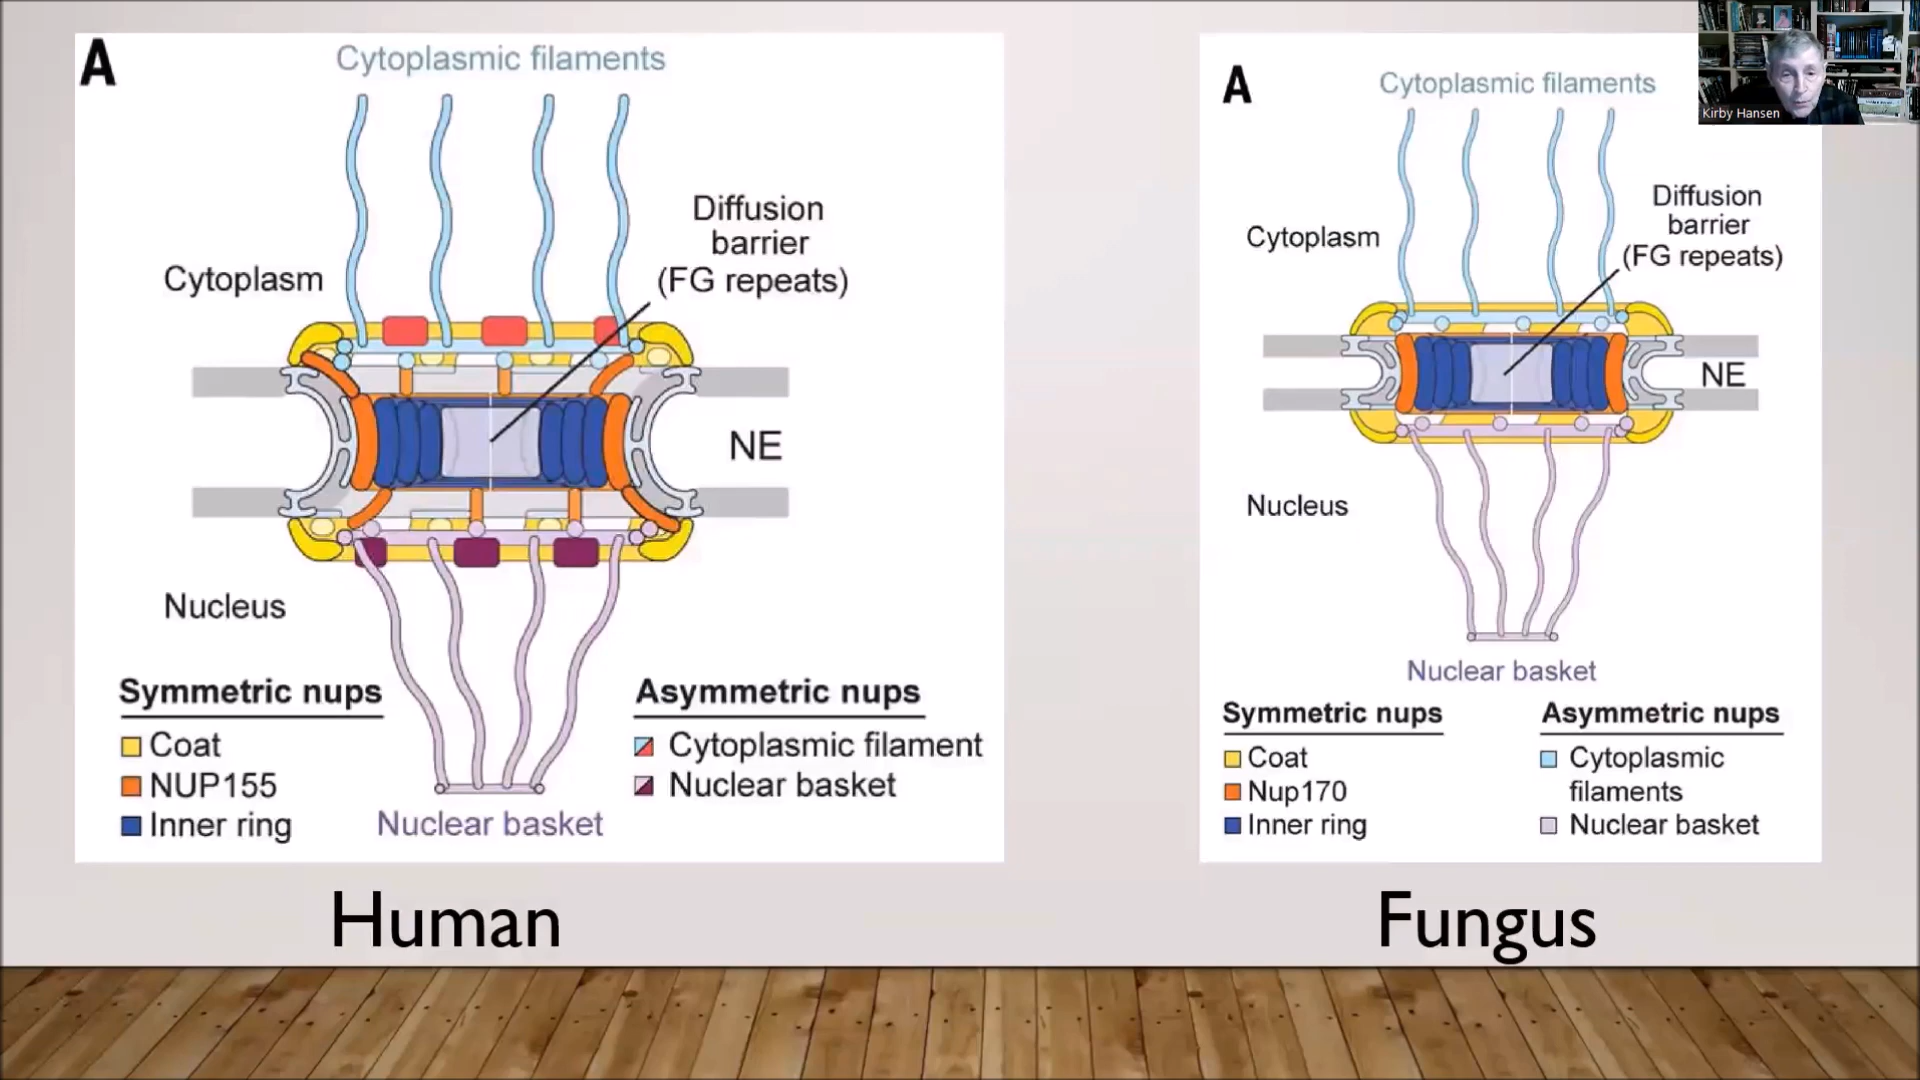 A
Cytoplasmic filaments
Diffusion
barrier
(FG repeats)
Cytoplasm
NE
Nucleus
Symmetric nups
Coat
NUP155
Inner ring
Asymmetric nups
Cytoplasmic filament
Nuclear basket
Nuclear basket
Human
A
Cytoplasmic filaments
Diffusion
barrier
(FG repeats)
Cytoplasm
NE
Nucleus
Nuclear basket
Symmetric nups
Coat
Nup170
Inner ring
Asymmetric nups
Cytoplasmic
filaments
Nuclear basket
Fungus
Kirby Hansen